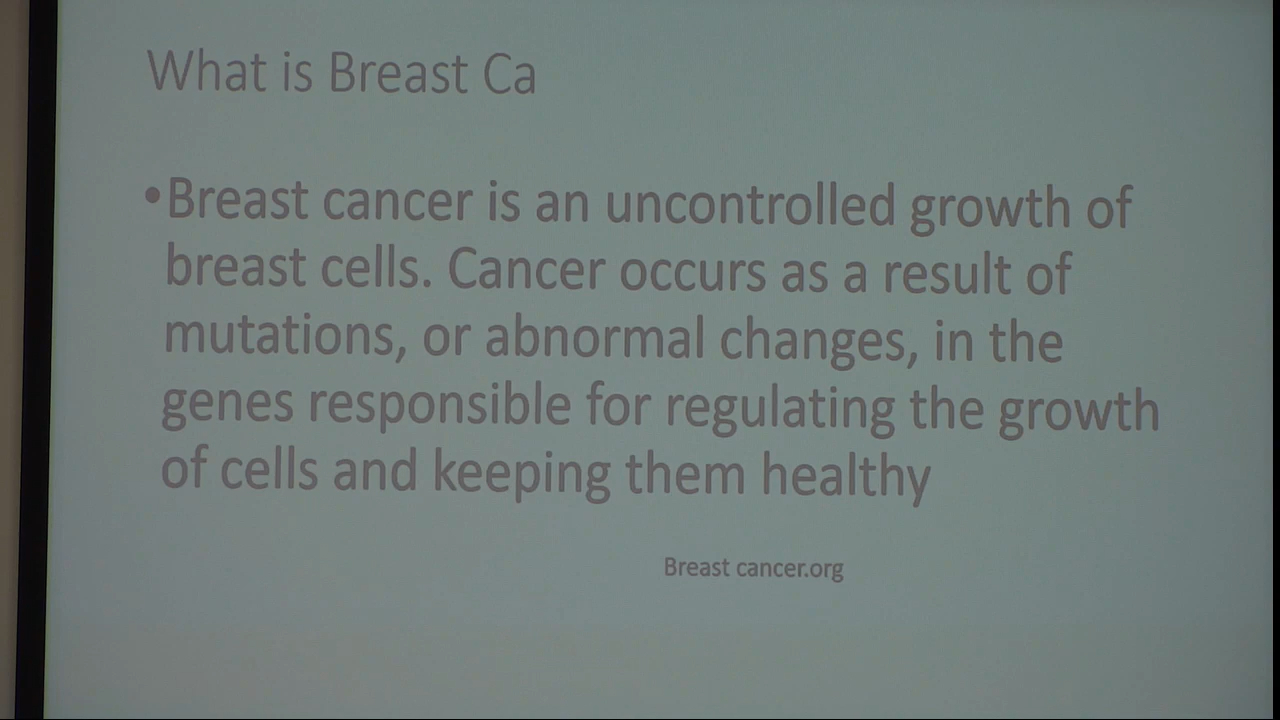 What is Breast Ca
•Breast cancer is an uncontrolled growth of
breast cells. Cancer occurs as a result of
mutations, or abnormal changes, in the
genes responsible for regulating the growth
of cells and keeping them healthy
Breast cancer.org